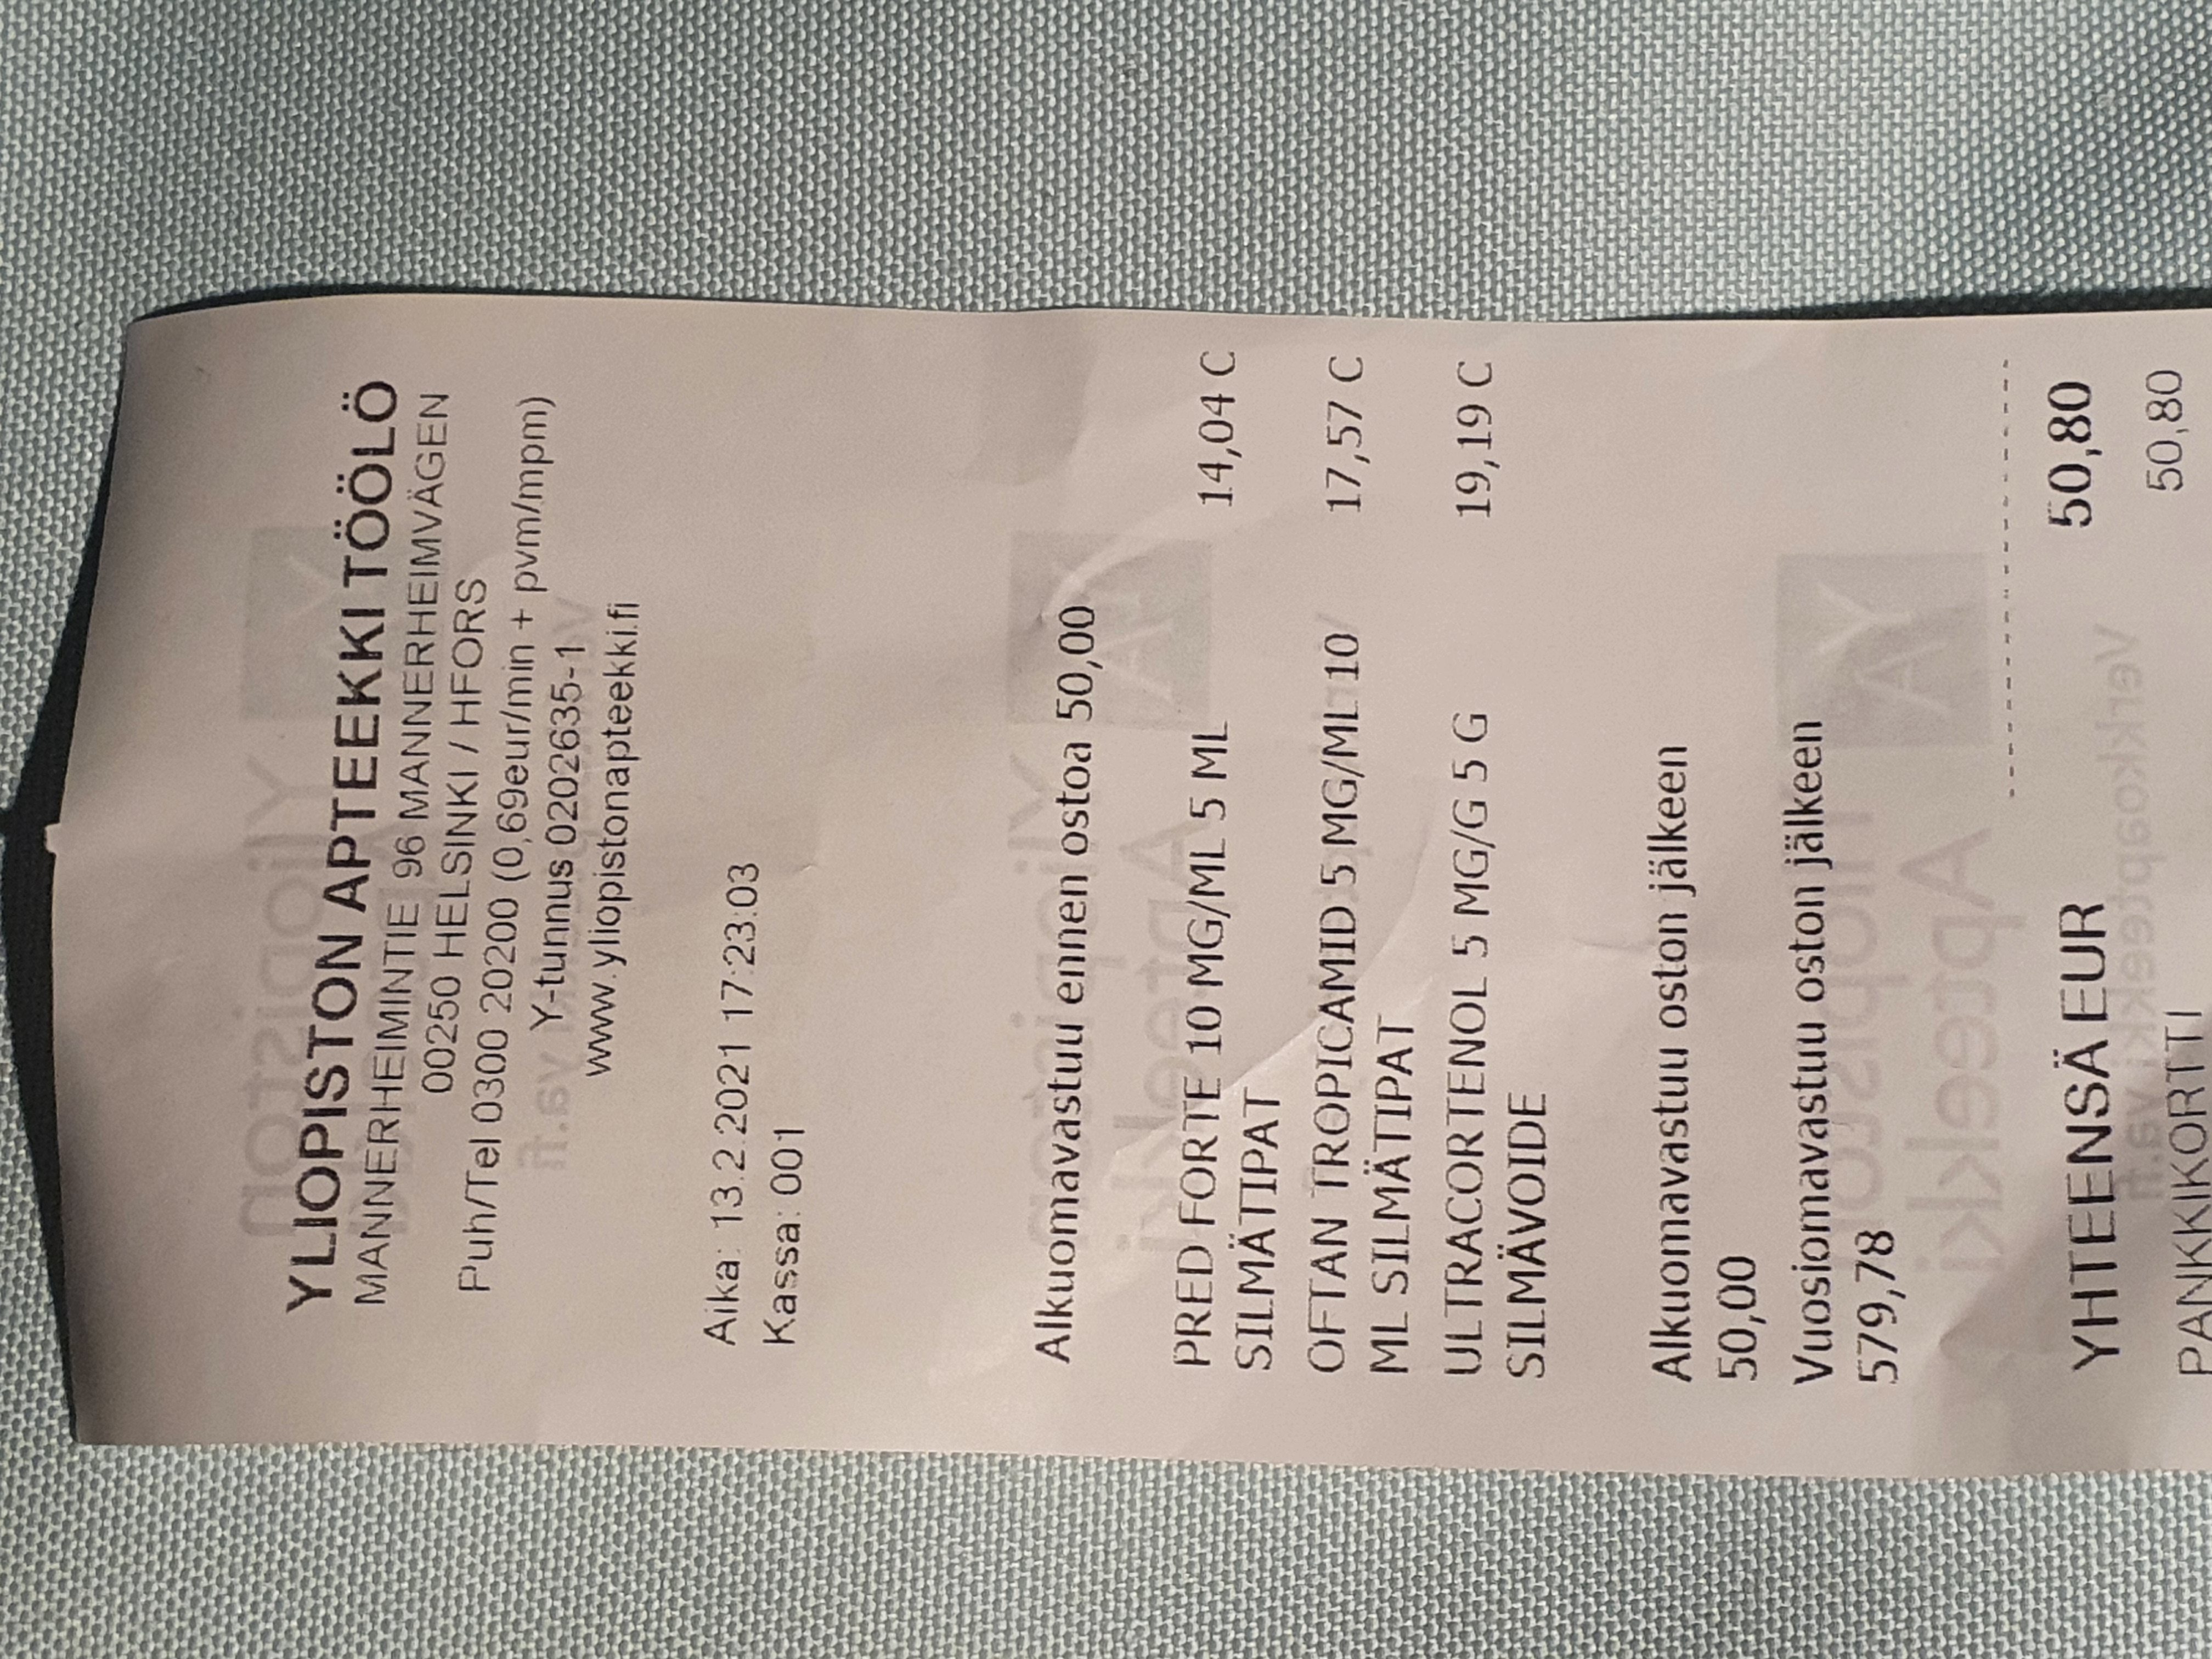 YLIOPISTON APTEEKKI TÖÖLÖ
MANNERHEIMINTIE 96 MANNERHEIMVÄGEN
00250 HELSINKI / HFORS
Puh/Tel 0300 20200 (0,69eur/min + pvm/mpm)
Y-tunnus 0202635-1
www.yliopistonapteekki.fi
Aika: 13.2.2021 17:23:03
Kassa: 001
Alkuomavastuu ennen ostoa 50,00
PRED FORTE 10 MG/ML 5 ML 14,04 C
SILMÄTIPAT
OFTAN TROPICAMID 5 MG/ML 10 17,57 C
ML SILMÄTIPAT
ULTRACORTENOL 5 MG/G 5 G 19,19 C
SILMÄVOIDE
Alkuomavastuu oston jälkeen
50,00
Vuosiomavastuu oston jälkeen
579,78
YHTEENSÄ EUR 50,80
PANKKIKORTTI 50,80